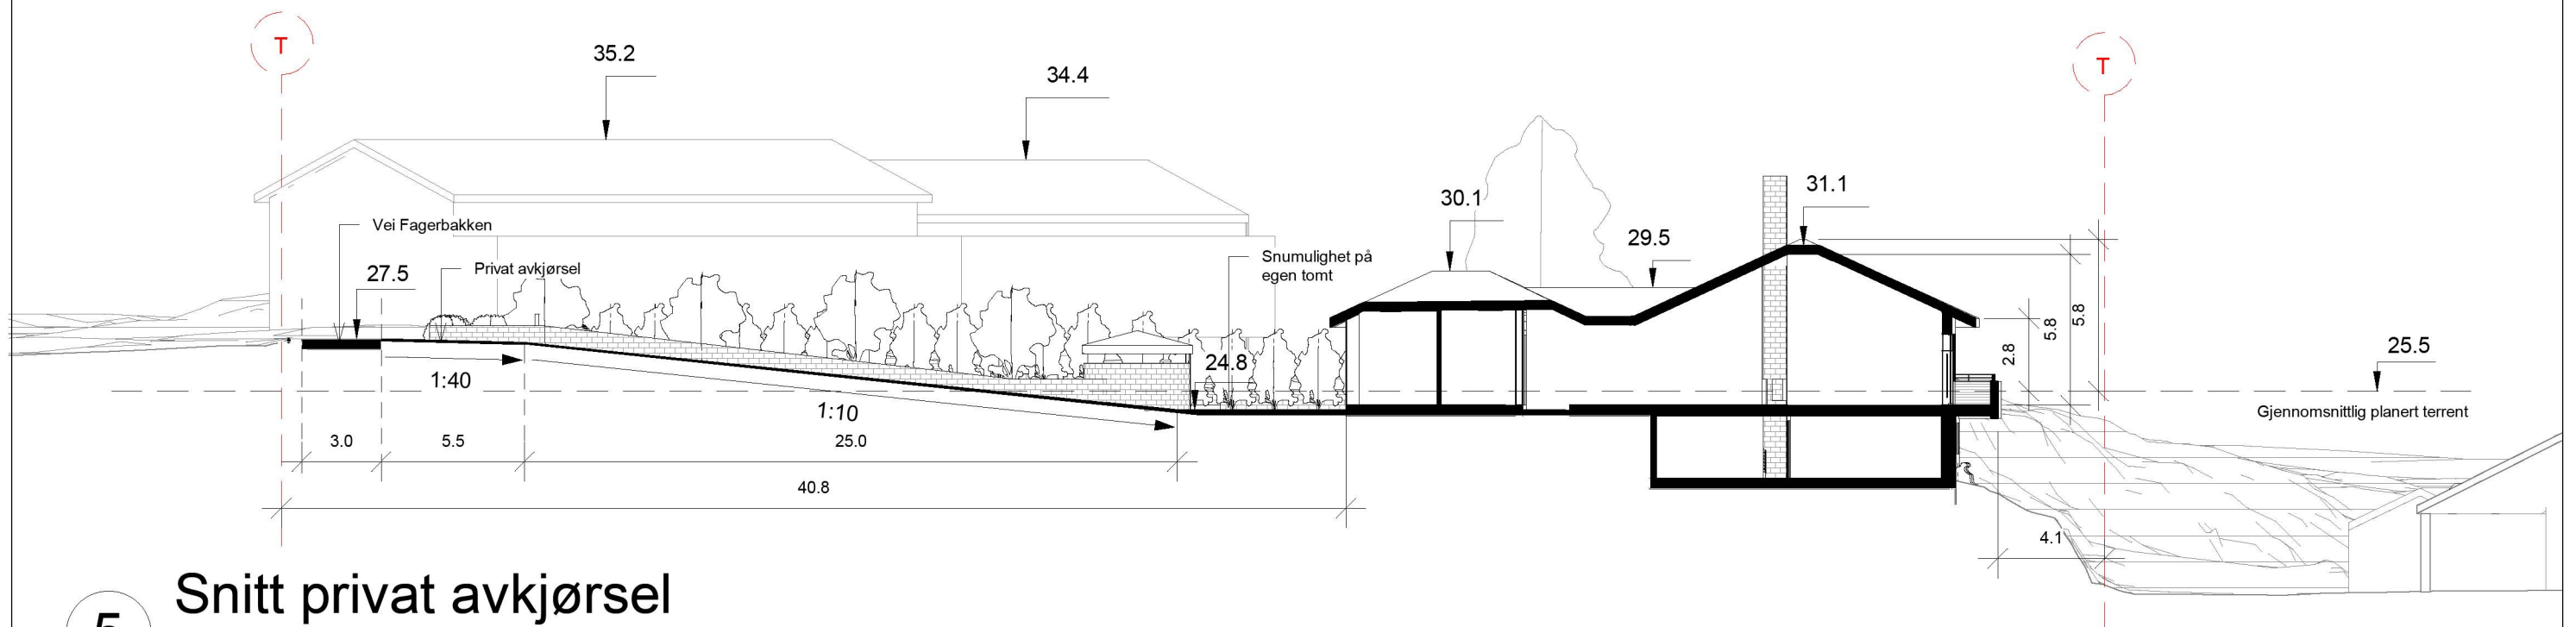 T
T
35.2
34.4
30.1
31.1
29.5
Vei Fagerbakken
27.5
Privat avkjørsel
Snumulighet på
egen tomt
24.8
2.8
5.8
5.8
25.5
Gjennomsnittlig planert terrent
1:40
1:10
3.0
5.5
25.0
40.8
4.1
5
Snitt privat avkjørsel